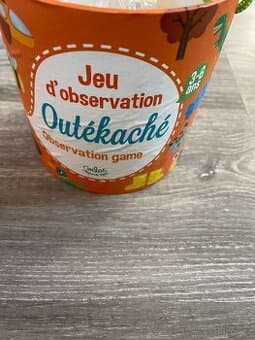 Jeu
d'observation
Outékaché
Observation game
3-6
ans